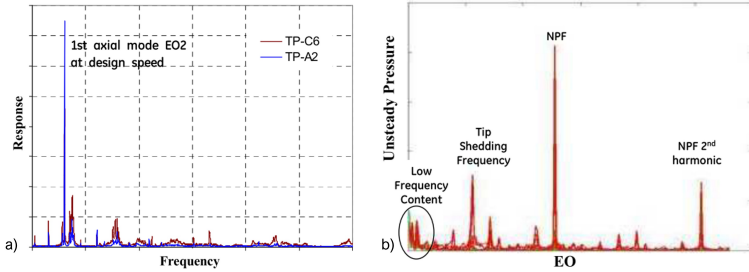 1st axial mode EO2
at design speed
TP-C6
TP-A2
Response
Frequency
a)
NPF
Tip
Shedding
Frequency
NPF 2nd
harmonic
Low
Frequency
Content
Unsteady Pressure
EO
b)